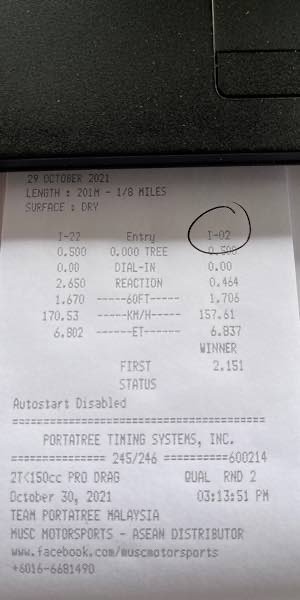 29 OCTOBER 2021
LENGTH : 201M - 1/8 MILES
SURFACE : DRY
I-22 Entry I-02
0.500 0.000 TREE 0.500
0.00 DIAL-IN 0.00
2.650 REACTION 0.464
1.670 -----60FT----- 1.706
170.53 -----KM/H------ 157.61
6.802 ------ET------ 6.837
WINNER
FIRST 2.151
STATUS
Autostart Disabled
========================================
PORTATREE TIMING SYSTEMS, INC.
=============== 245/246 ==========600214
2T<150cc PRO DRAG QUAL RND 2
October 30, 2021 03:13:51 PM
TEAM PORTATREE MALAYSIA
MUSC MOTORSPORTS - ASEAN DISTRIBUTOR
www.facebook.com/muscmotorsports
+6016-6681490